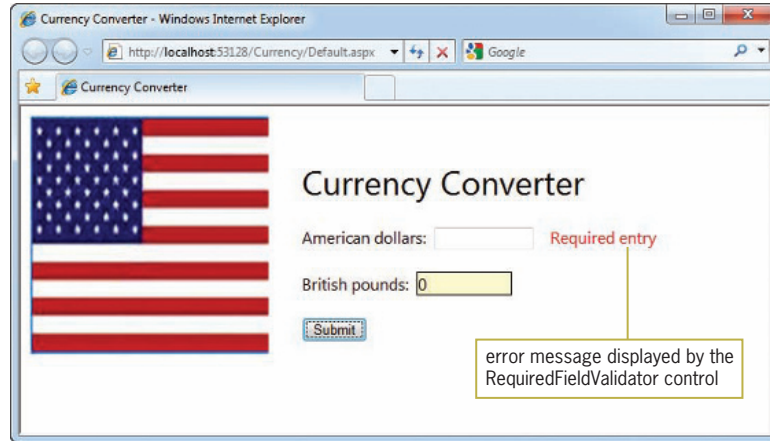 Currency Converter - Windows Internet Explorer
http://localhost:53128/Currency/Default.aspx
Google
Currency Converter
Currency Converter
American dollars:
Required entry
British pounds: 0
Submit
error message displayed by the
RequiredFieldValidator control